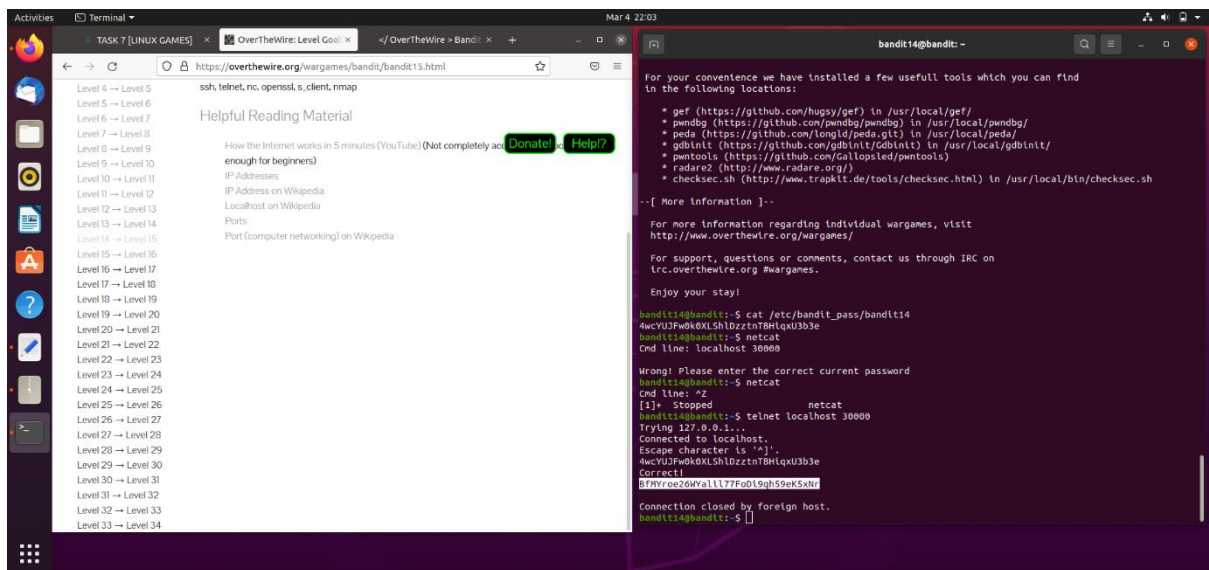 Activities
Terminal
Mar 4 22:03
TASK 7 [LINUX GAMES]
OverTheWire: Level Goal
</ OverTheWire > Bandit
https://overthewire.org/wargames/bandit/bandit15.html
Level 4 → Level 5
Level 5 → Level 6
Level 6 → Level 7
Level 7 → Level 8
Level 8 → Level 9
Level 9 → Level 10
Level 10 → Level 11
Level 11 → Level 12
Level 12 → Level 13
Level 13 → Level 14
Level 14 → Level 15
Level 15 → Level 16
Level 16 → Level 17
Level 17 → Level 18
Level 18 → Level 19
Level 19 → Level 20
Level 20 → Level 21
Level 21 → Level 22
Level 22 → Level 23
Level 23 → Level 24
Level 24 → Level 25
Level 25 → Level 26
Level 26 → Level 27
Level 27 → Level 28
Level 28 → Level 29
Level 29 → Level 30
Level 30 → Level 31
Level 31 → Level 32
Level 32 → Level 33
Level 33 → Level 34
ssh, telnet, nc, openssl, s_client, nmap
Helpful Reading Material
How the Internet works in 5 minutes (YouTube) (Not completely
enough for beginners)
IP Addresses
IP Address on Wikipedia
Localhost on Wikipedia
Ports
Port (computer networking) on Wikipedia
Donate!
Help!?
bandit14@bandit: ~
For your convenience we have installed a few usefull tools which you can find
in the following locations:
* gef (https://github.com/hugsy/gef) in /usr/local/gef/
* pwndbg (https://github.com/pwndbg/pwndbg) in /usr/local/pwndbg/
* peda (https://github.com/longld/peda.git) in /usr/local/peda/
* gdbinit (https://github.com/gdbinit/Gdbinit) in /usr/local/gdbinit/
* pwntools (https://github.com/Gallopsled/pwntools)
* radare2 (http://www.radare.org/)
* checksec.sh (http://www.trapkit.de/tools/checksec.html) in /usr/local/bin/checksec.sh
--[ More information ]--
For more information regarding individual wargames, visit
http://www.overthewire.org/wargames/
For support, questions or comments, contact us through IRC on
irc.overthewire.org #wargames.
Enjoy your stay!
bandit14@bandit:~$ cat /etc/bandit_pass/bandit14
4wcYUJFw0k0XLShlDzztnTBHiqxU3b3e
bandit14@bandit:~$ netcat
Cmd line: localhost 30000
Wrong! Please enter the correct current password
bandit14@bandit:~$ netcat
Cmd line: ^Z
[1]+ Stopped netcat
bandit14@bandit:~$ telnet localhost 30000
Trying 127.0.0.1...
Connected to localhost.
Escape character is '^]'.
4wcYUJFw0k0XLShlDzztnTBHiqxU3b3e
Correct!
BfMYroe26WYalil77FoDi9qh59eK5xNr
Connection closed by foreign host.
bandit14@bandit:~$